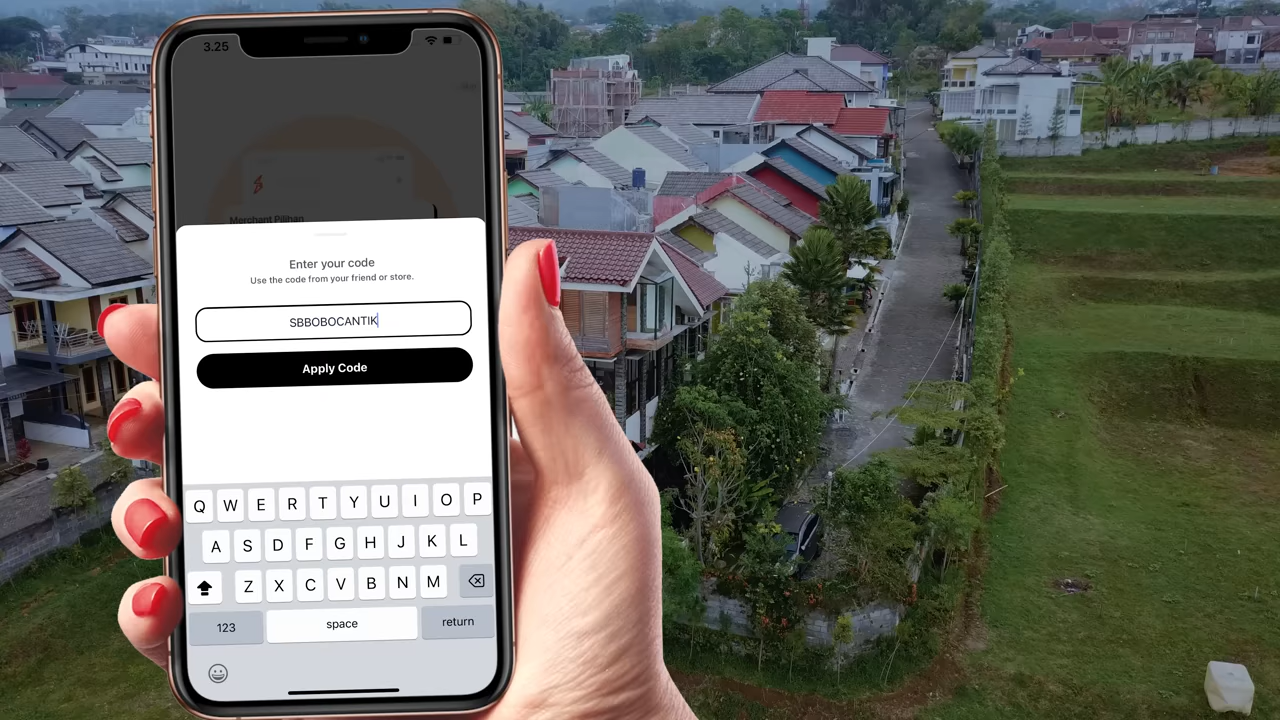 3.25
Merchant Pilihan
Enter your code
Use the code from your friend or store.
SBBOBOCANTIK
Apply Code
Q W E R T Y U I O P
A S D F G H J K L
Z X C V B N M
123 space return